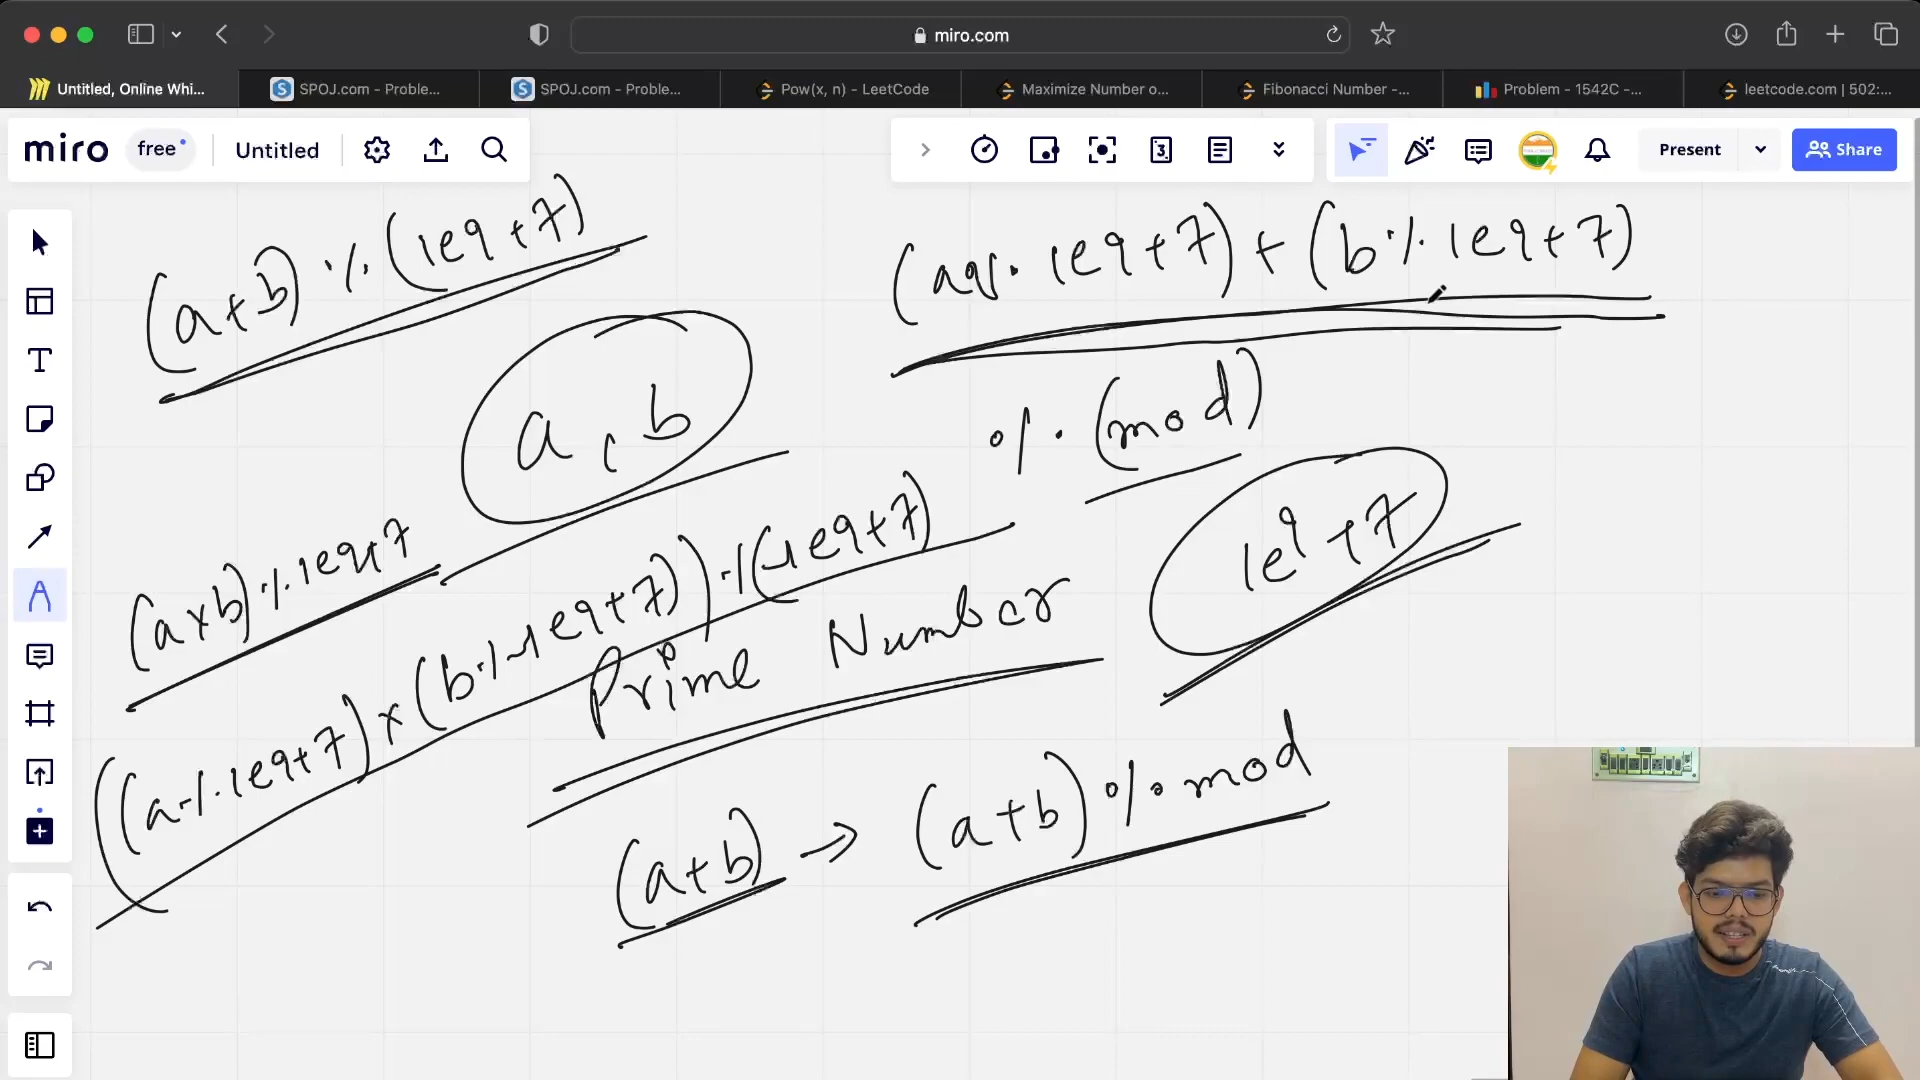 miro.com
Untitled, Online Whi...
SPOJ.com - Proble...
SPOJ.com - Proble...
Pow(x, n) - LeetCode
Maximize Number o...
Fibonacci Number -...
Problem - 1542C -...
leetcode.com | 502:...
miro
free
Untitled
3
Present
Share
(a+b) % (1e9+7)
(a%1e9+7) + (b%1e9+7)
% (mod)
a, b
1e9+7
(a×b)%1e9+7
((a%1e9+7)×(b%1e9+7))%(1e9+7)
Prime Number
(a+b) → (a+b)%mod